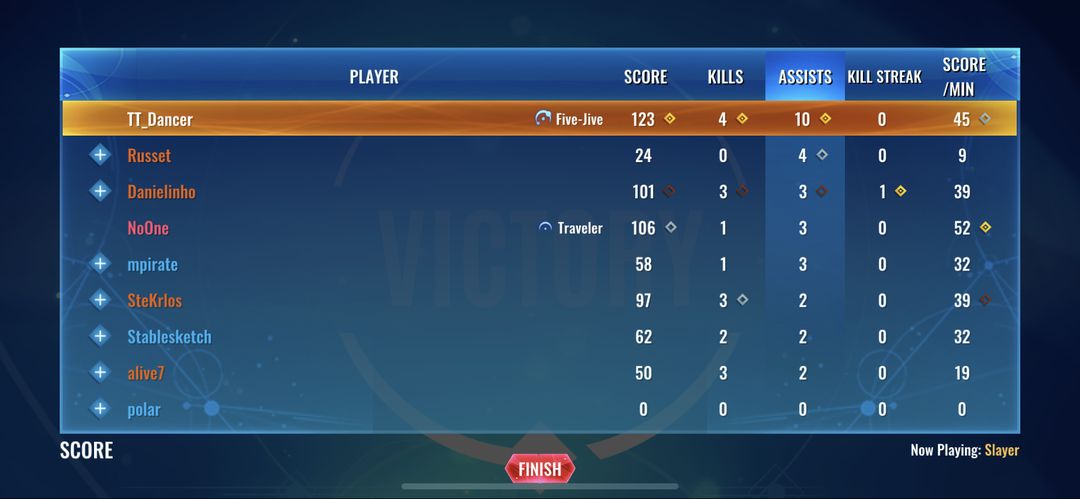 PLAYER SCORE KILLS ASSISTS KILL STREAK SCORE
/MIN
TT_Dancer Five-Jive 123 4 10 0 45
Russet 24 0 4 0 9
Danielinho 101 3 3 1 39
NoOne Traveler 106 1 3 0 52
mpirate 58 1 3 0 32
SteKrlos 97 3 2 0 39
Stablesketch 62 2 2 0 32
alive7 50 3 2 0 19
polar 0 0 0 0 0
VICTORY
SCORE Now Playing: Slayer
FINISH